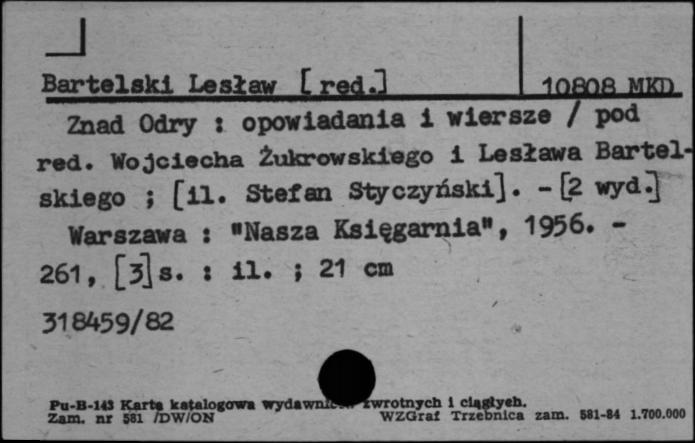 Bartelski Lesław [red.] 10808 MKD
Znad Odry : opowiadania i wiersze / pod
red. Wojciecha Żukrowskiego i Lesława Bartel-
skiego ; [il. Stefan Styczyński]. - [2 wyd.]
Warszawa : "Nasza Księgarnia", 1956. -
261, [3] s. : il. ; 21 cm
318459/82
Pu-B-143 Karta katalogowa zwrotnych i ciągłych.
Zam. nr 581 /DW/ON WZGraf Trzebnica zam. 581-84 1.700.000